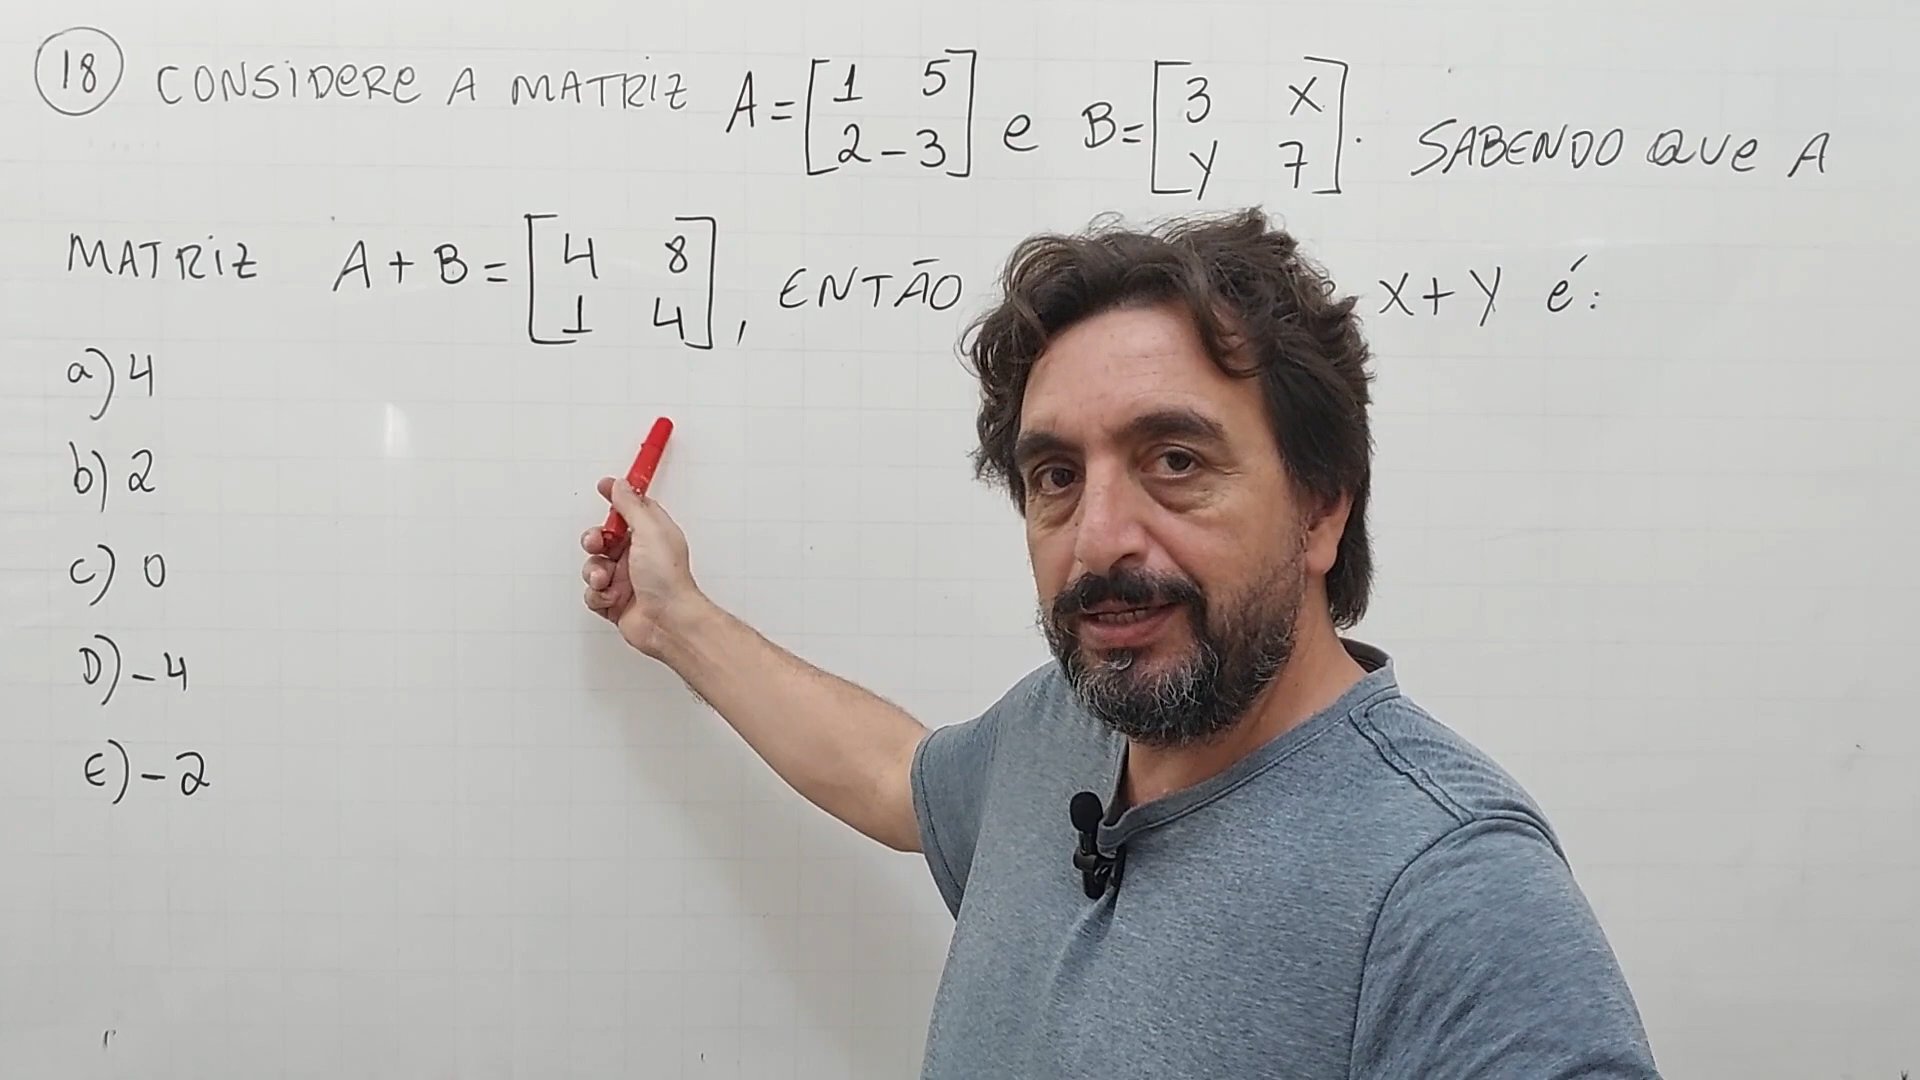 18 CONSIDERE A MATRIZ A = [1 5 2 -3] e B = [3 X Y 7]. SABENDO QUE A
MATRIZ A + B = [4 8 1 4], ENTÃO X + Y é:
a) 4
b) 2
c) 0
D) -4
E) -2